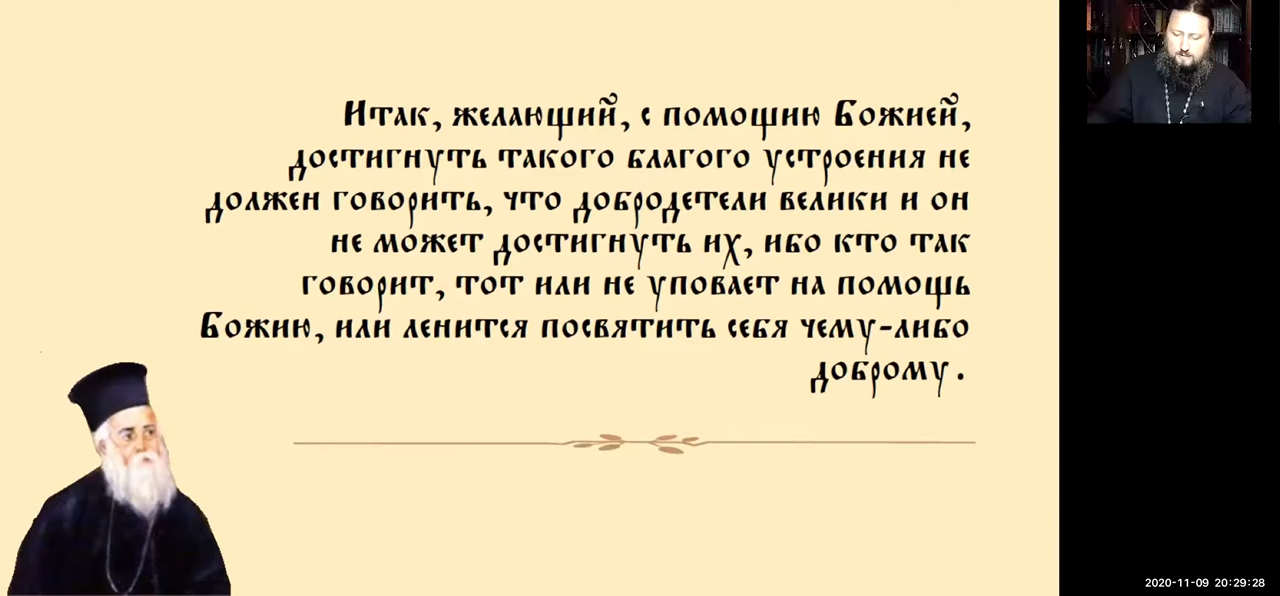 Итак, желающий, с помощию Божией,
достигнуть такого благого устроения не
должен говорить, что добродетели велики и он
не может достигнуть их, ибо кто так
говорит, тот или не уповает на помощь
Божию, или ленится посвятить себя чему-либо
доброму.
2020-11-09 20:29:28